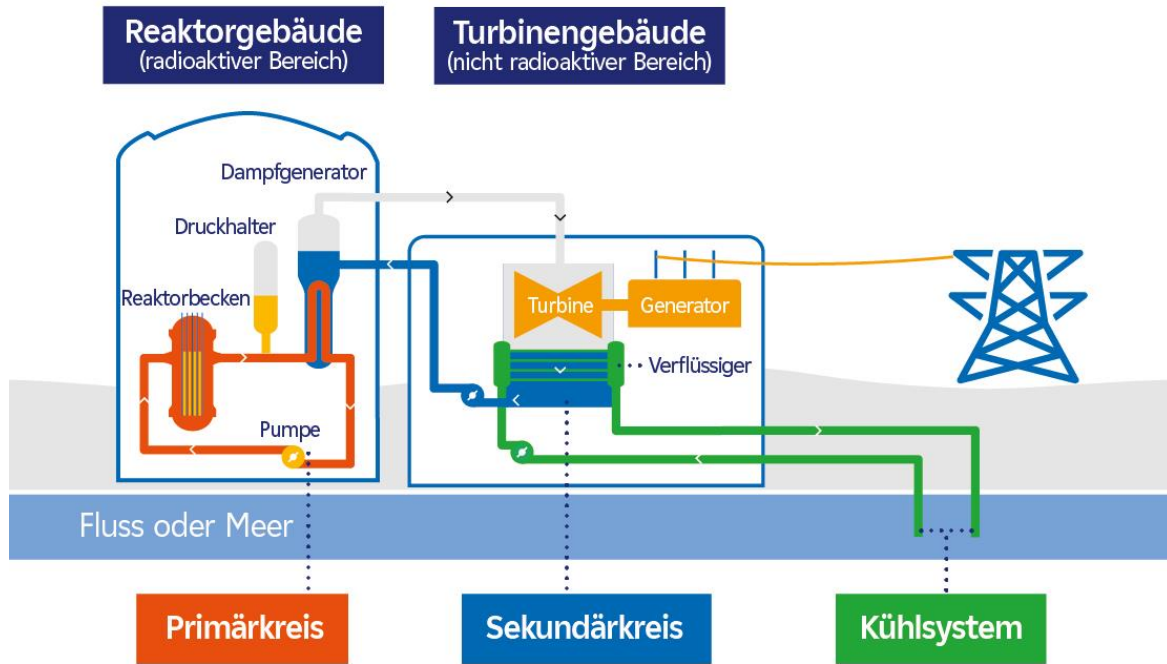 Reaktorgebäude
(radioaktiver Bereich)
Turbinengebäude
(nicht radioaktiver Bereich)
Dampfgenerator
Druckhalter
Reaktorbecken
Turbine
Generator
Verflüssiger
Pumpe
Fluss oder Meer
Primärkreis
Sekundärkreis
Kühlsystem